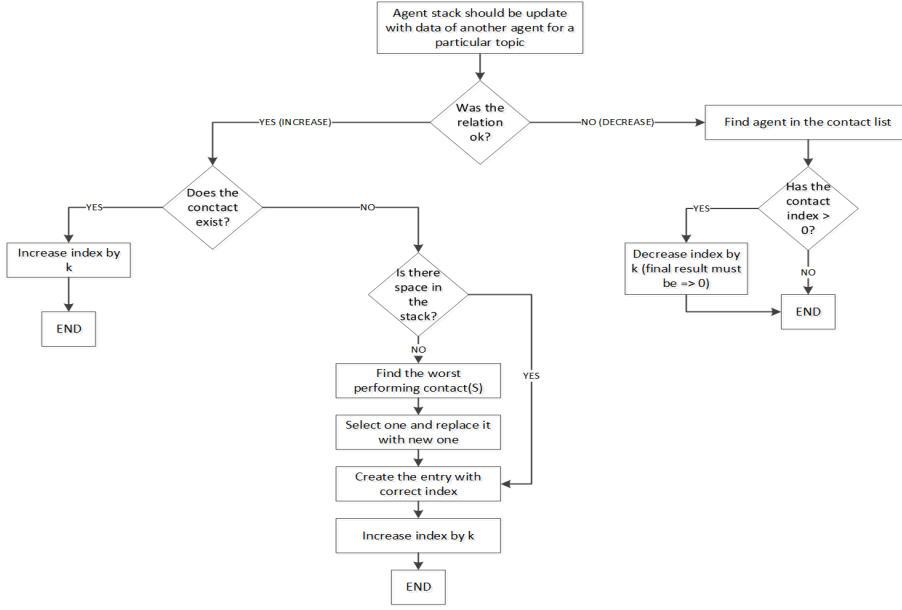 Agent stack should be update
with data of another agent for a
particular topic
Was the
relation
ok?
YES (INCREASE)
NO (DECREASE)
Find agent in the contact list
Does the
conctact
exist?
YES
NO
Increase index by
k
END
Has the
contact
index >
0?
YES
NO
Decrease index by
k (final result must
be => 0)
END
Is there
space in
the
stack?
NO
YES
Find the worst
performing contact(S)
Select one and replace it
with new one
Create the entry with
correct index
Increase index by k
END